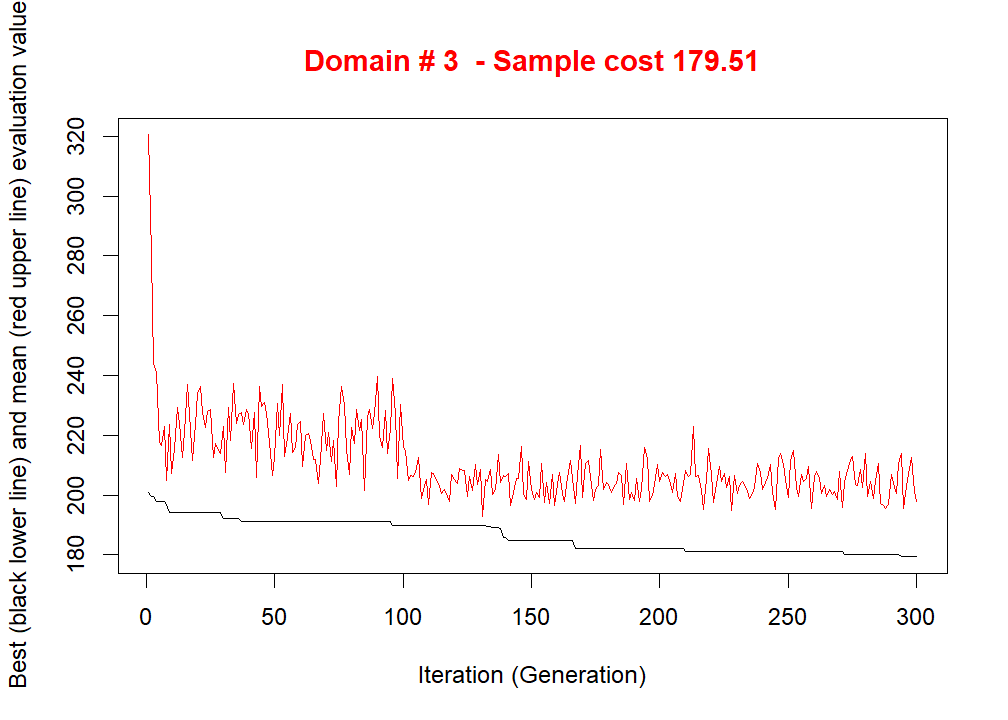 Domain # 3  - Sample cost 179.51
Best (black lower line) and mean (red upper line) evaluation value
320
300
280
260
240
220
200
180
0 50 100 150 200 250 300
Iteration (Generation)